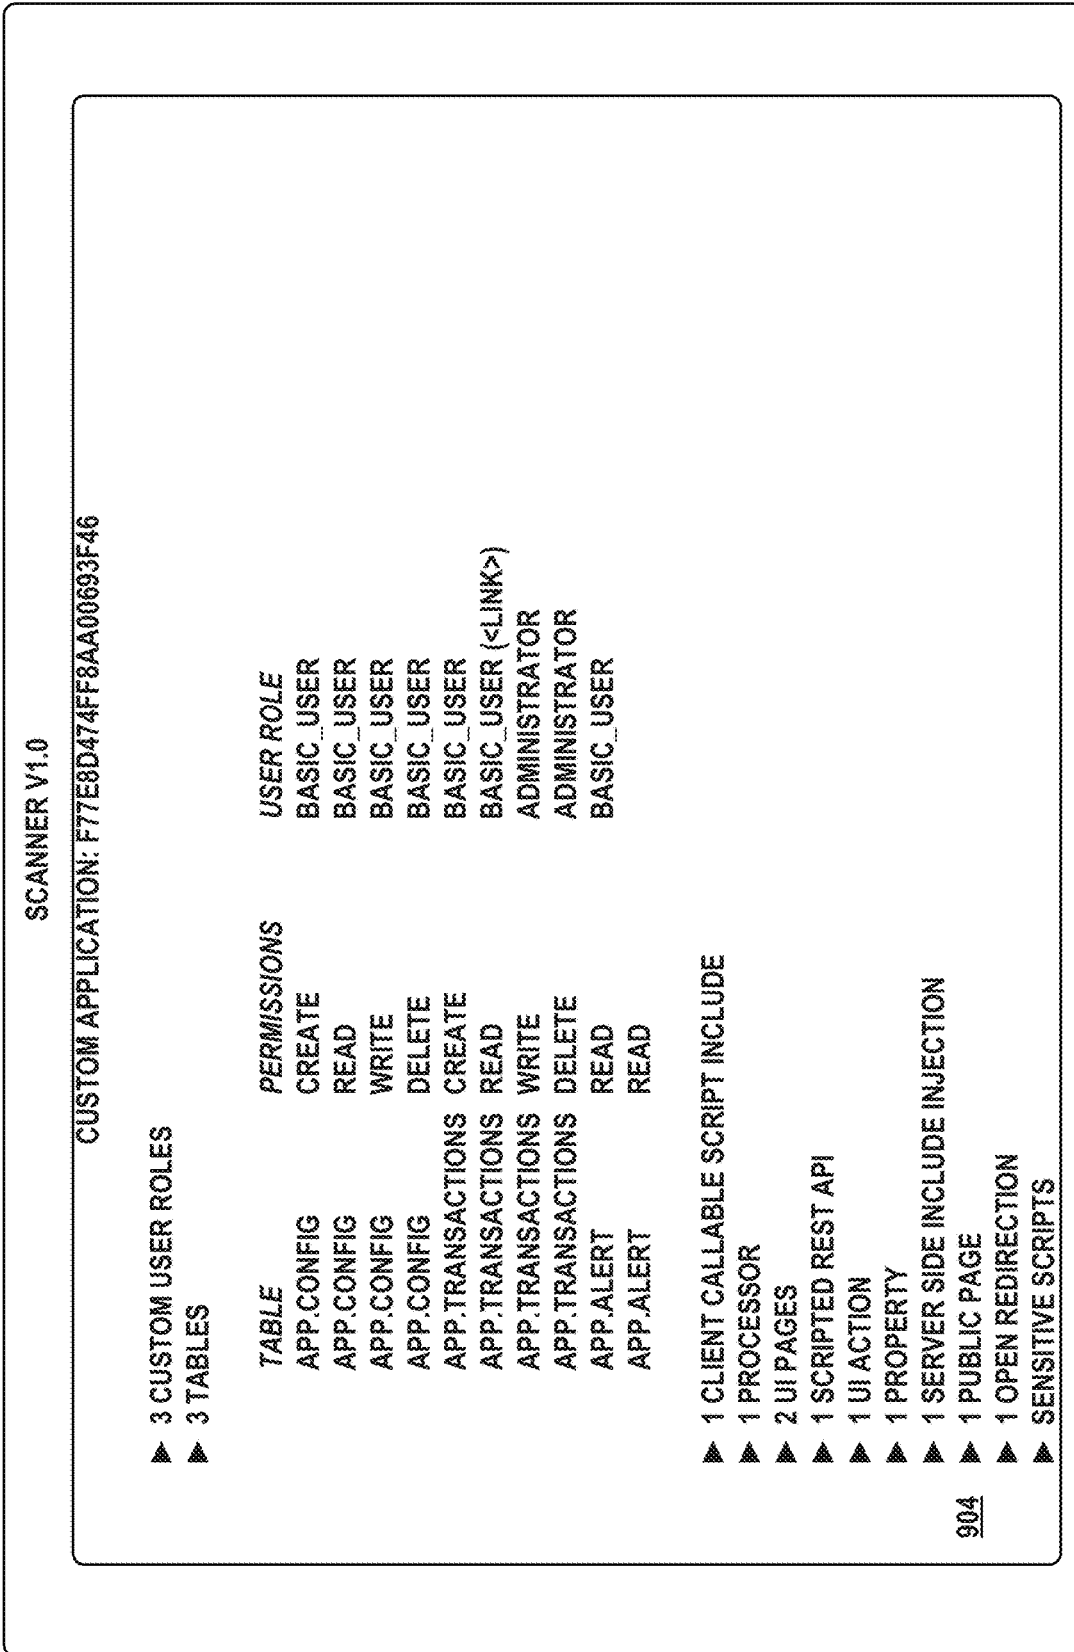 SCANNER V1.0
CUSTOM APPLICATION: F77E8D474FF8AA00693F46
▶ 3 CUSTOM USER ROLES
▶ 3 TABLES
TABLE PERMISSIONS USER ROLE
APP.CONFIG CREATE BASIC_USER
APP.CONFIG READ BASIC_USER
APP.CONFIG WRITE BASIC_USER
APP.CONFIG DELETE BASIC_USER
APP.TRANSACTIONS CREATE BASIC_USER
APP.TRANSACTIONS READ BASIC_USER (<LINK>)
APP.TRANSACTIONS WRITE ADMINISTRATOR
APP.TRANSACTIONS DELETE ADMINISTRATOR
APP.ALERT READ BASIC_USER
APP.ALERT READ
▶ 1 CLIENT CALLABLE SCRIPT INCLUDE
▶ 1 PROCESSOR
▶ 2 UI PAGES
▶ 1 SCRIPTED REST API
▶ 1 UI ACTION
▶ 1 PROPERTY
▶ 1 SERVER SIDE INCLUDE INJECTION
▶ 1 PUBLIC PAGE
▶ 1 OPEN REDIRECTION
▶ SENSITIVE SCRIPTS
904